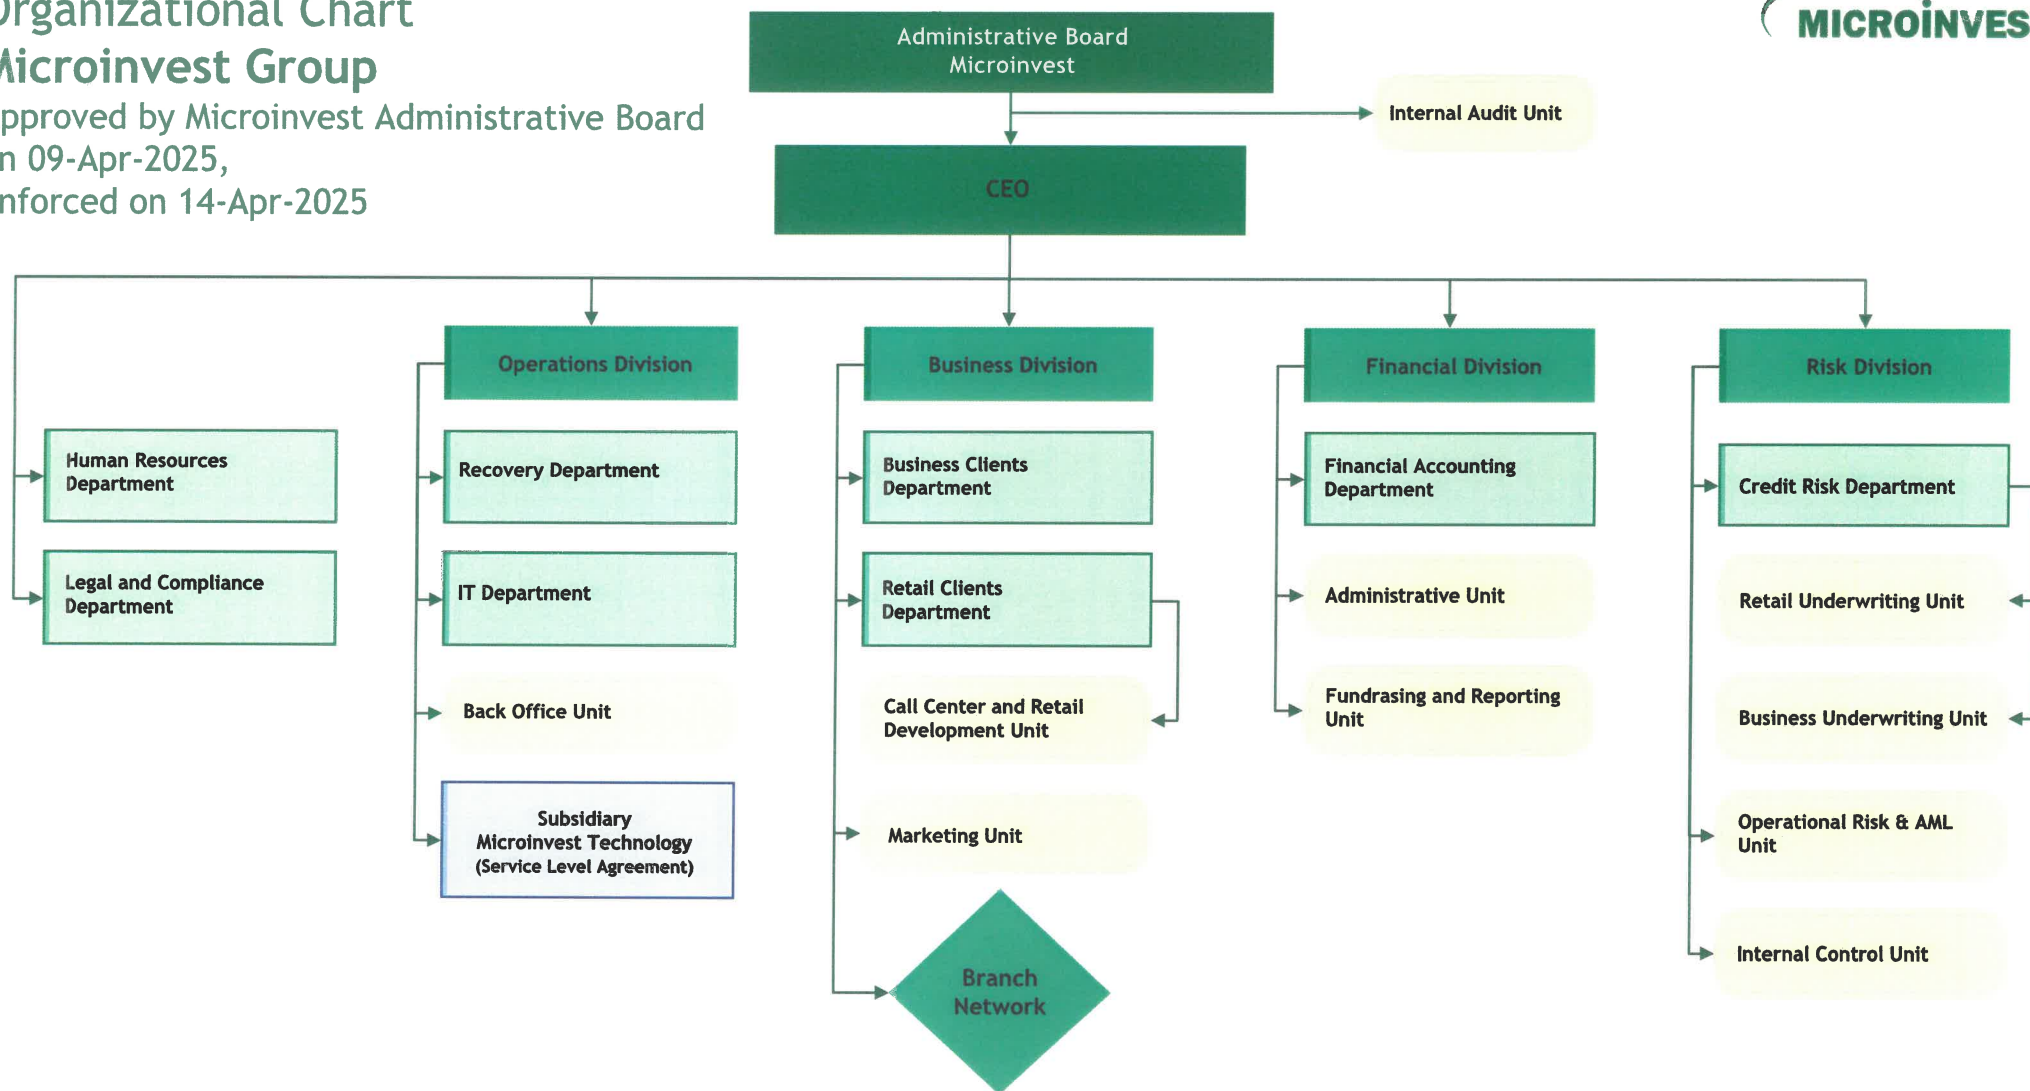 Organizational Chart
Microinvest Group
pproved by Microinvest Administrative Board
n 09-Apr-2025,
nforced on 14-Apr-2025
Administrative Board
Microinvest
MICROINVES
Internal Audit Unit
CEO
Operations Division
Business Division
Financial Division
Risk Division
Human Resources
Department
Legal and Compliance
Department
Recovery Department
IT Department
Back Office Unit
Subsidiary
Microinvest Technology
(Service Level Agreement)
Business Clients
Department
Retail Clients
Department
Call Center and Retail
Development Unit
Marketing Unit
Branch
Network
Financial Accounting
Department
Administrative Unit
Fundrasing and Reporting
Unit
Credit Risk Department
Retail Underwriting Unit
Business Underwriting Unit
Operational Risk & AML
Unit
Internal Control Unit